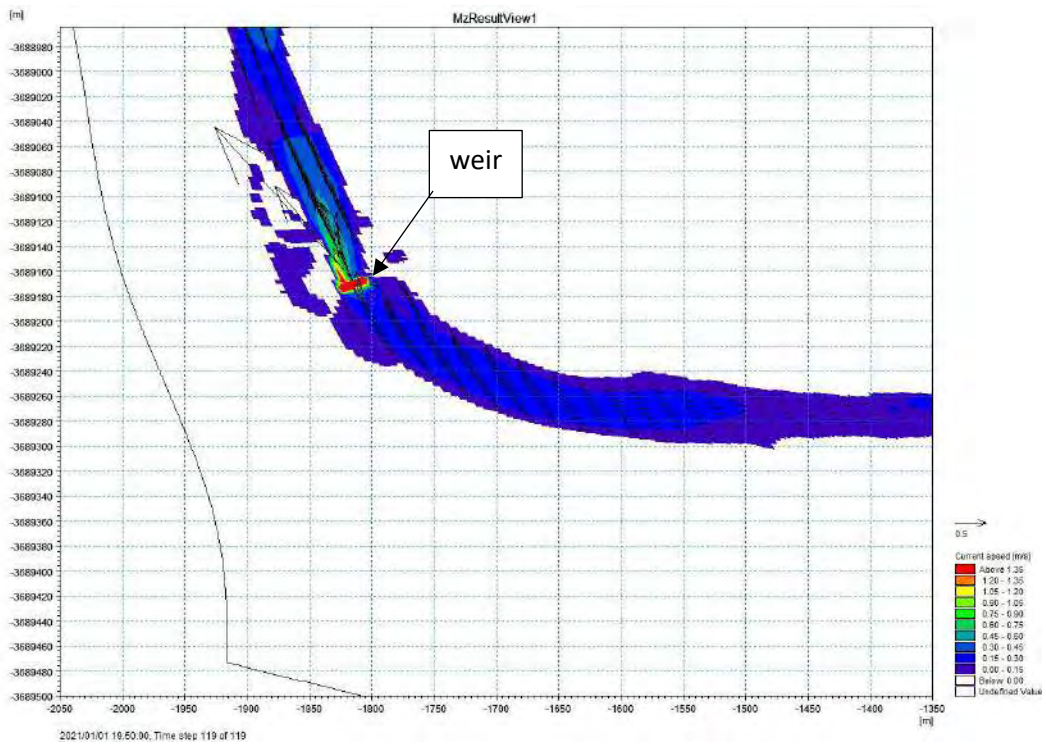 [m]
MzResultView1
-3688980
-3689000
-3689020
-3689040
-3689060
-3689080
-3689100
-3689120
-3689140
-3689160
-3689180
-3689200
-3689220
-3689240
-3689260
-3689280
-3689300
-3689320
-3689340
-3689360
-3689380
-3689400
-3689420
-3689440
-3689460
-3689480
-3689500
weir
-2050 -2000 -1950 -1900 -1850 -1800 -1750 -1700 -1650 -1600 -1550 -1500 -1450 -1400 -1350
[m]
0.5
Current speed (m/s)
Above 1.35
1.20 - 1.35
1.05 - 1.20
0.90 - 1.05
0.75 - 0.90
0.60 - 0.75
0.45 - 0.60
0.30 - 0.45
0.15 - 0.30
0.00 - 0.15
Below 0.00
Undefined Value
2021/01/01 19:50:00, Time step 119 of 119